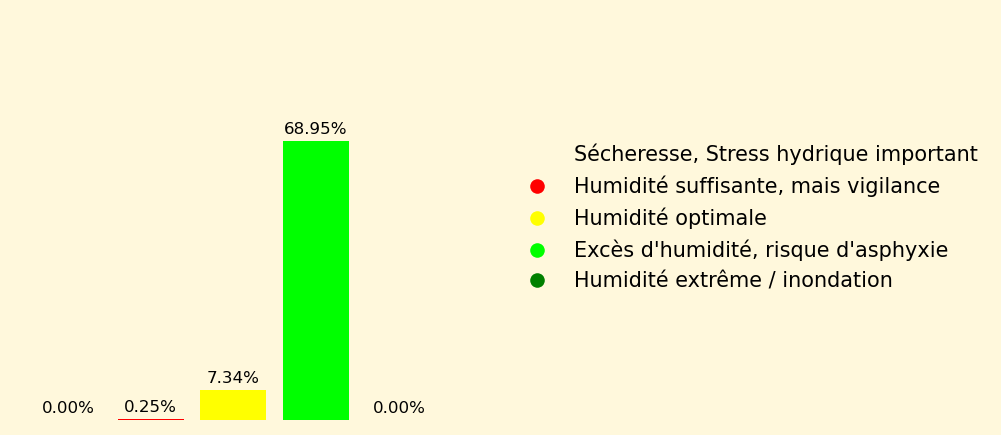 68.95%
7.34%
0.25%
0.00%
0.00%
Sécheresse, Stress hydrique important
Humidité suffisante, mais vigilance
Humidité optimale
Excès d'humidité, risque d'asphyxie
Humidité extrême / inondation